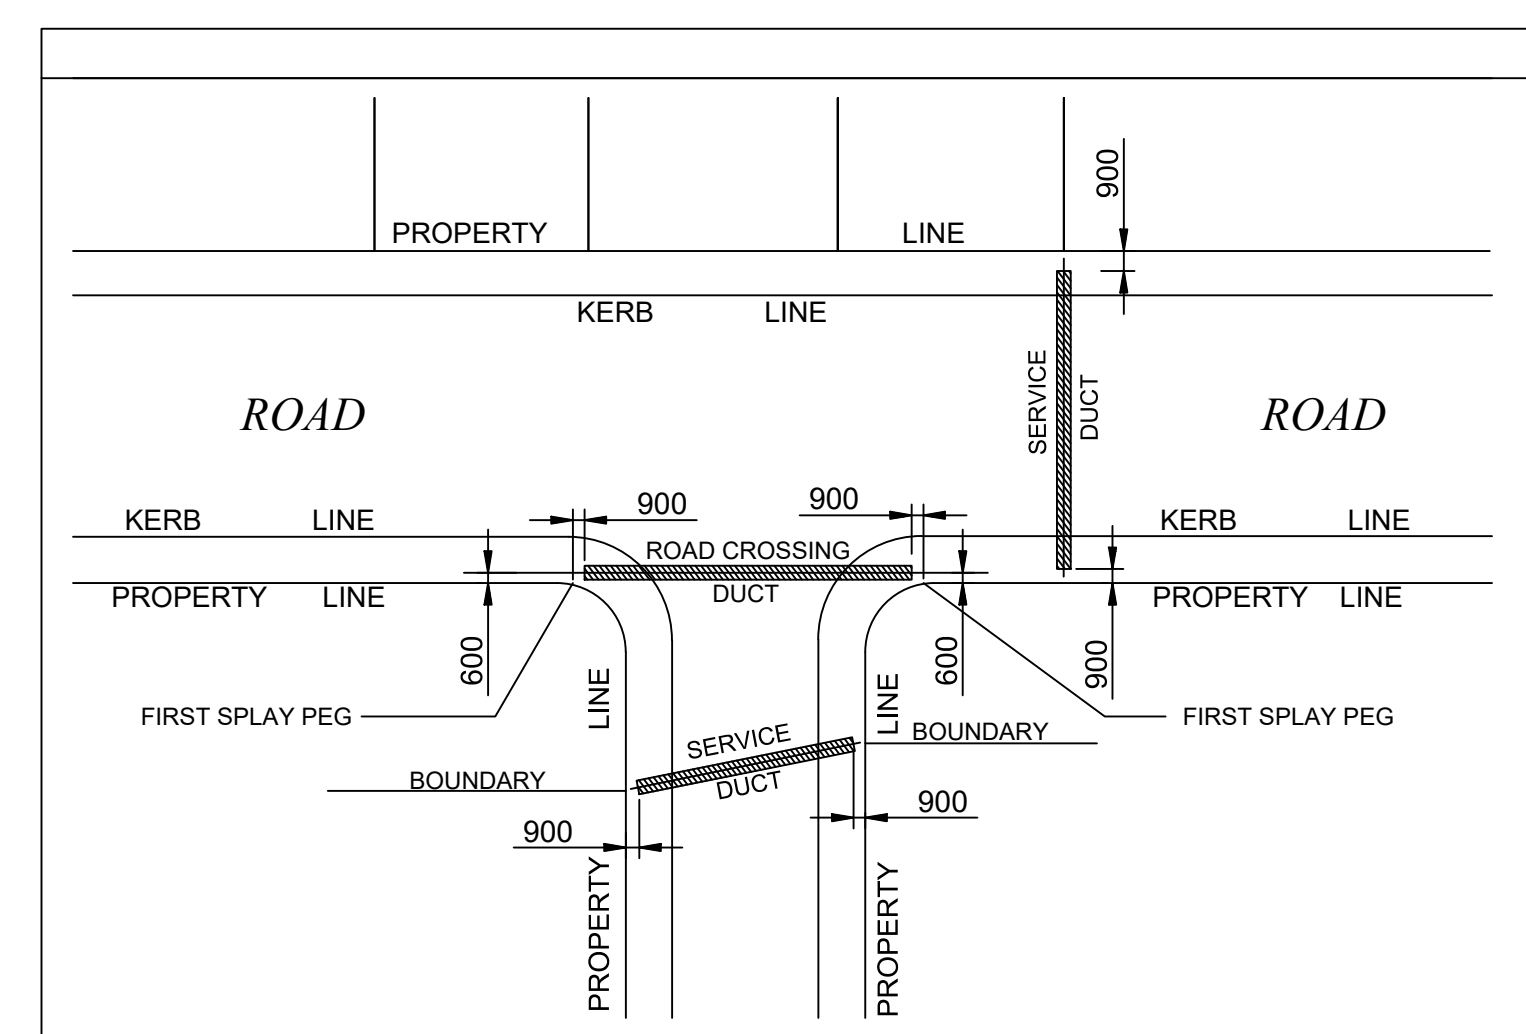 900
PROPERTY LINE
KERB LINE
SERVICE
DUCT
ROAD ROAD
900 900
KERB LINE KERB LINE
ROAD CROSSING
DUCT
PROPERTY LINE PROPERTY LINE
600 600 900
LINE LINE
FIRST SPLAY PEG FIRST SPLAY PEG
SERVICE
DUCT
BOUNDARY
BOUNDARY
900
900
PROPERTY PROPERTY